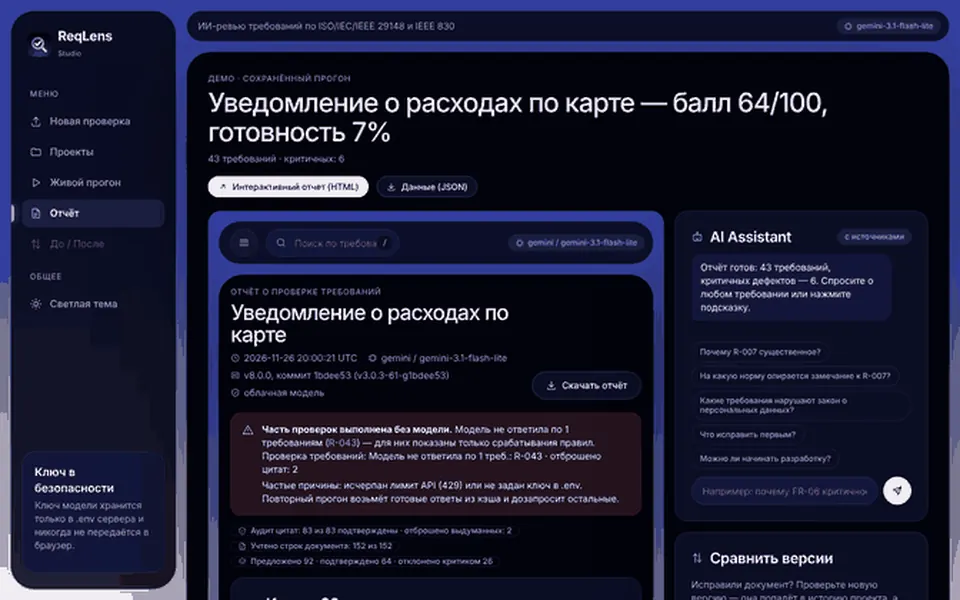 ReqLens
Studio
МЕНЮ
Новая проверка
Проекты
Живой прогон
Отчёт
До / После
ОБЩЕЕ
Светлая тема
Ключ в
безопасности
Ключ модели хранится
только в .env сервера и
никогда не передаётся в
браузер.
ИИ-ревью требований по ISO/IEC/IEEE 29148 и IEEE 830
gemini-3.1-flash-lite
ДЕМО · СОХРАНЁННЫЙ ПРОГОН
Уведомление о расходах по карте — балл 64/100,
готовность 7%
43 требований · критичных: 6
Интерактивный отчёт (HTML)
Данные (JSON)
Поиск по требова /
gemini / gemini-3.1-flash-lite
ОТЧЁТ О ПРОВЕРКЕ ТРЕБОВАНИЙ
Уведомление о расходах по
карте
2026-11-26 20:00:21 UTC gemini / gemini-3.1-flash-lite
v8.0.0, коммит 1bdee53 (v3.0.3-61-g1bdee53)
облачная модель
Скачать отчёт
Часть проверок выполнена без модели. Модель не ответила по 1
требованиям (R-043) — для них показаны только срабатывания правил.
Проверка требований: Модель не ответила по 1 треб.: R-043 · отброшено
цитат: 2
Частые причины: исчерпан лимит API (429) или не задан ключ в .env.
Повторный прогон возьмёт готовые ответы из кэша и дозапросит остальные.
Аудит цитат: 83 из 83 подтверждены · отброшено выдуманных: 2
Учтено строк документа: 152 из 152
Предложено 92 · подтверждено 64 · отклонено критиком 26
AI Assistant
с источниками
Отчёт готов: 43 требований,
критичных дефектов — 6. Спросите о
любом требовании или нажмите
подсказку.
Почему R-007 существенное?
На какую норму опирается замечание к R-007?
Какие требования нарушают закон о
персональных данных?
Что исправить первым?
Можно ли начинать разработку?
Например: почему FR-06 критично
Сравнить версии
Исправили документ? Проверьте новую
версию — она попадёт в историю проекта, а